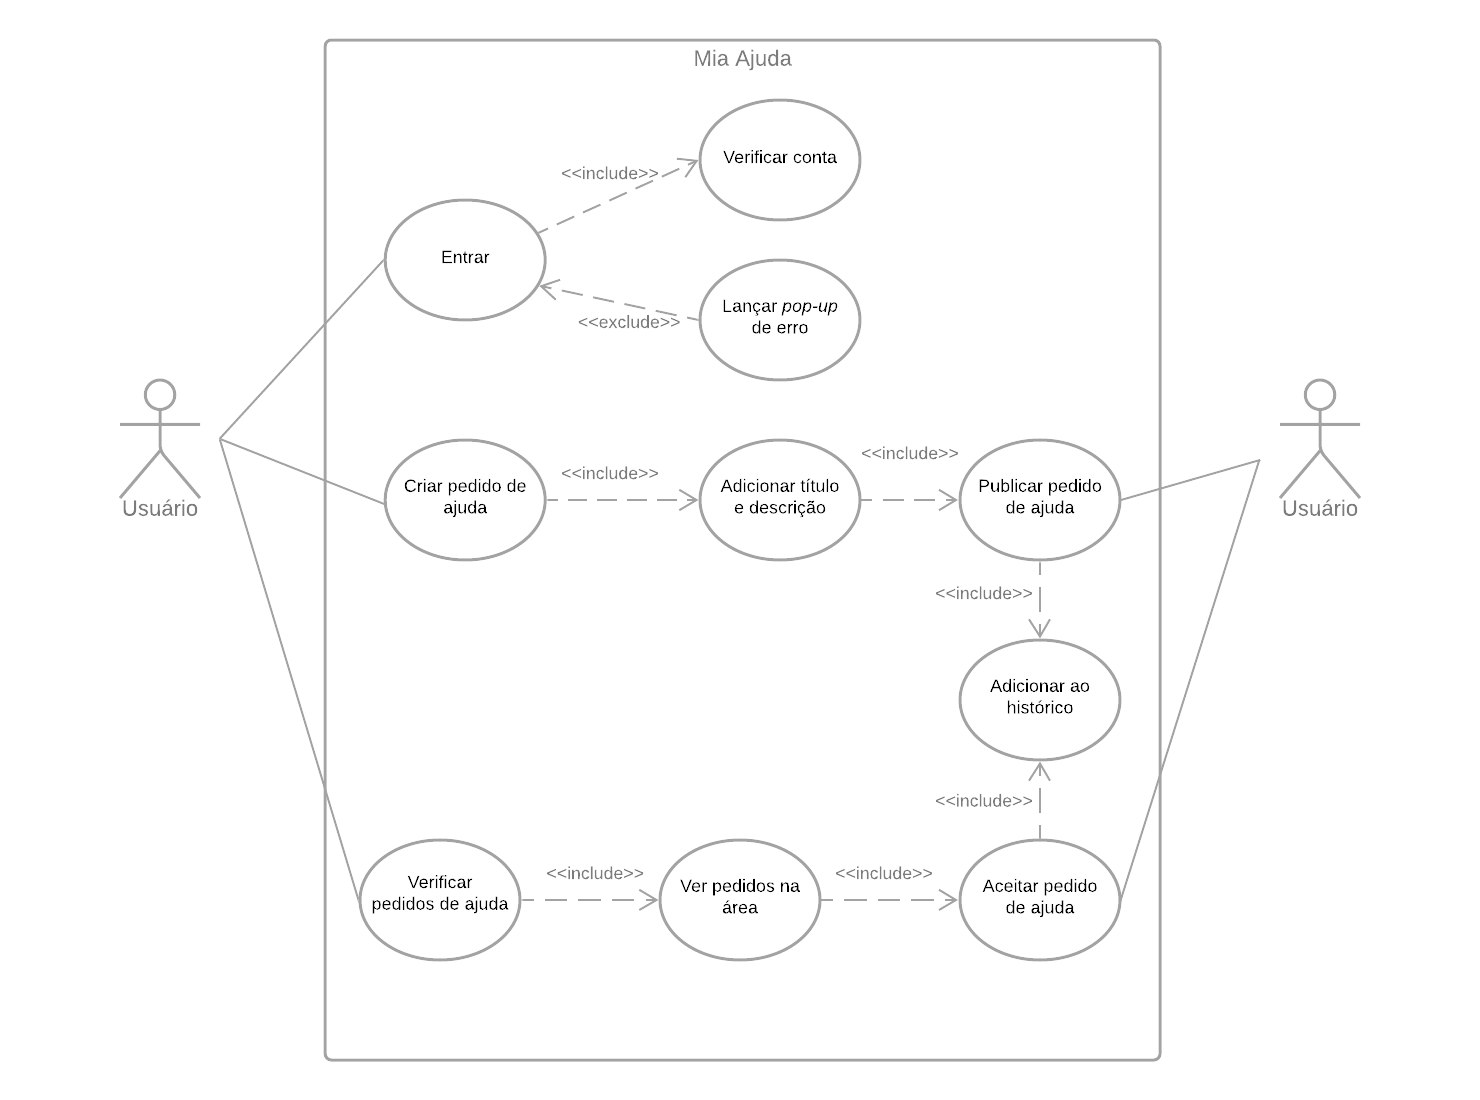 Mia Ajuda
Verificar conta
<<include>>
Entrar
Lançar pop-up
de erro
<<exclude>>
Usuário
Criar pedido de
ajuda
<<include>>
Adicionar título
e descrição
<<include>>
Publicar pedido
de ajuda
Usuário
<<include>>
Adicionar ao
histórico
<<include>>
Verificar
pedidos de ajuda
<<include>>
Ver pedidos na
área
<<include>>
Aceitar pedido
de ajuda